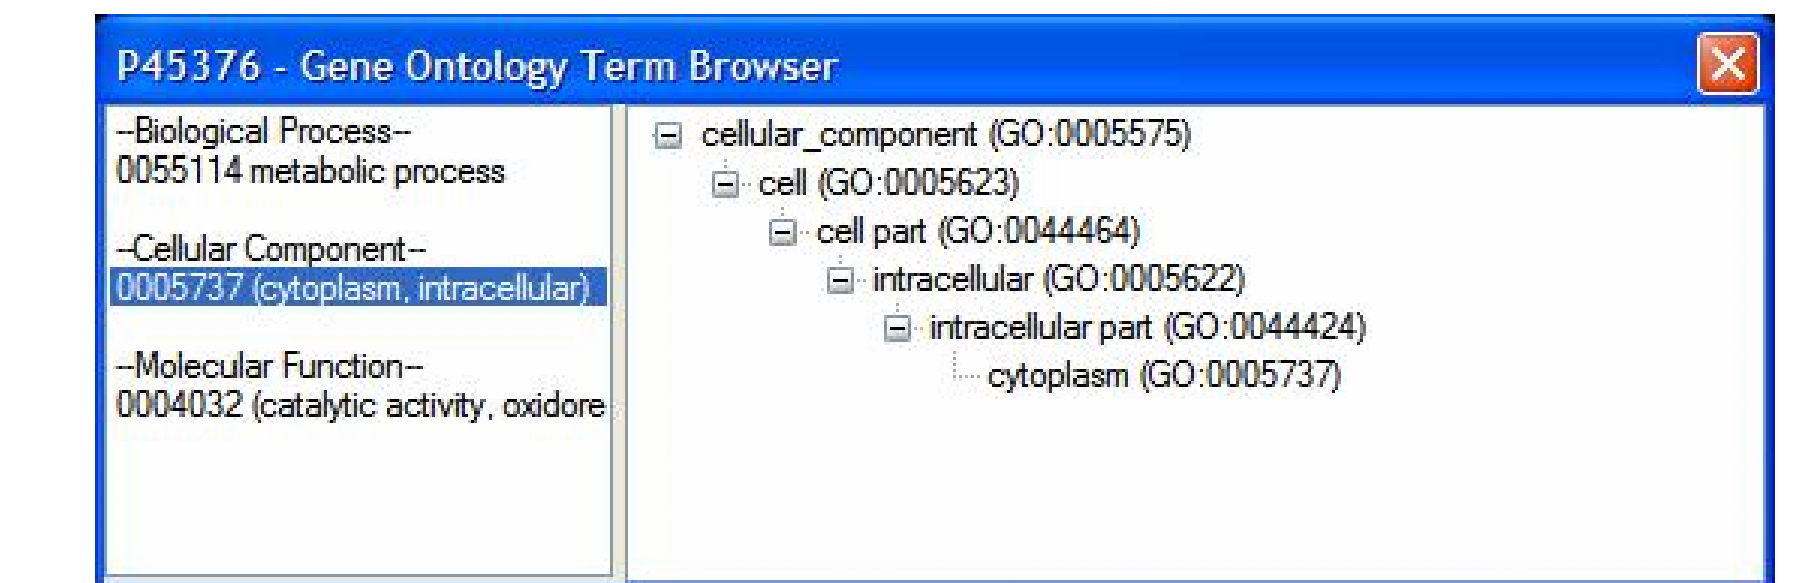 P45376 - Gene Ontology Term Browser
--Biological Process--
0055114 metabolic process
--Cellular Component--
0005737 (cytoplasm, intracellular)
--Molecular Function--
0004032 (catalytic activity, oxidore
cellular_component (GO:0005575)
cell (GO:0005623)
cell part (GO:0044464)
intracellular (GO:0005622)
intracellular part (GO:0044424)
cytoplasm (GO:0005737)